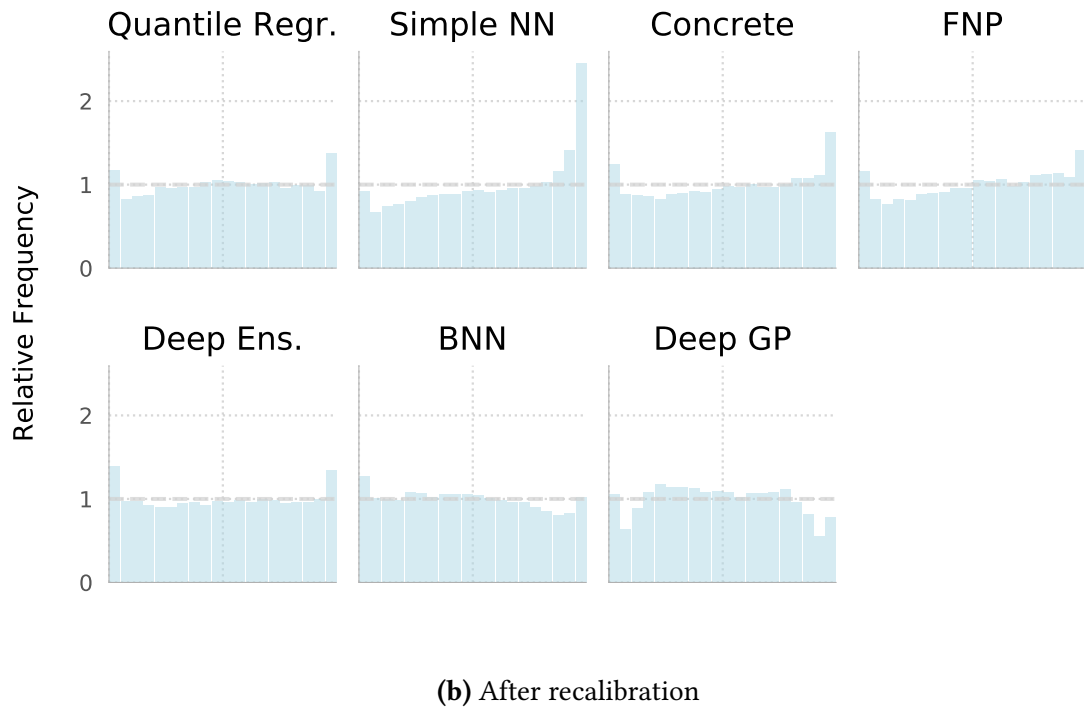 Quantile Regr. Simple NN Concrete FNP
2
1
0
Relative Frequency
Deep Ens. BNN Deep GP
2
1
0
(b) After recalibration